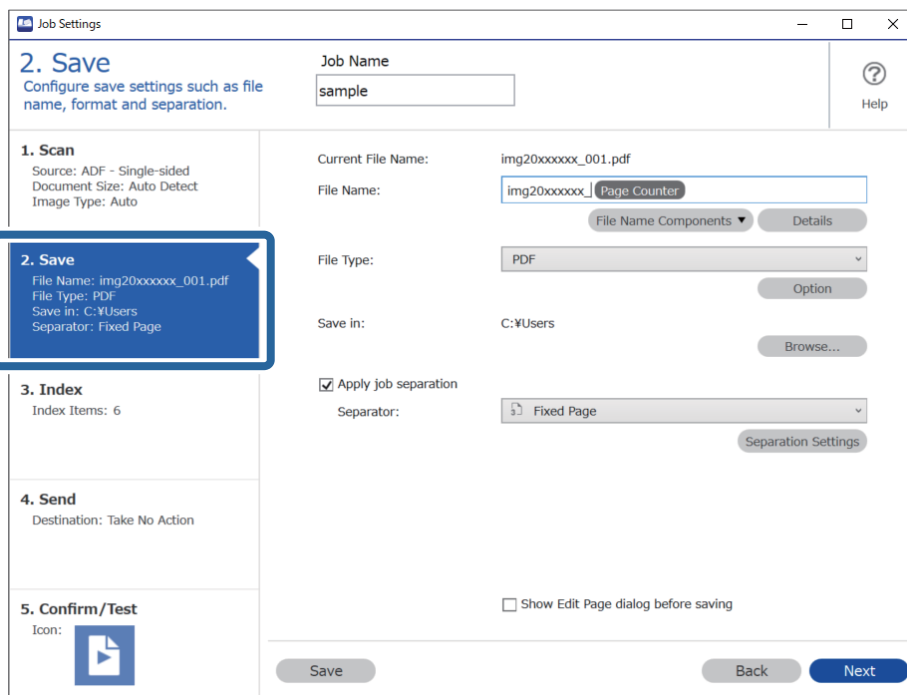 Job Settings
2. Save
Configure save settings such as file
name, format and separation.
Job Name
sample
Help
1. Scan
Source: ADF - Single-sided
Document Size: Auto Detect
Image Type: Auto
2. Save
File Name: img20xxxxxx_001.pdf
File Type: PDF
Save in: C:¥Users
Separator: Fixed Page
3. Index
Index Items: 6
4. Send
Destination: Take No Action
5. Confirm/Test
Icon:
Current File Name: img20xxxxxx_001.pdf
File Name: img20xxxxxx_ Page Counter
File Name Components ▼ Details
File Type: PDF
Option
Save in: C:¥Users
Browse...
Apply job separation
Separator: Fixed Page
Separation Settings
Show Edit Page dialog before saving
Save Back Next